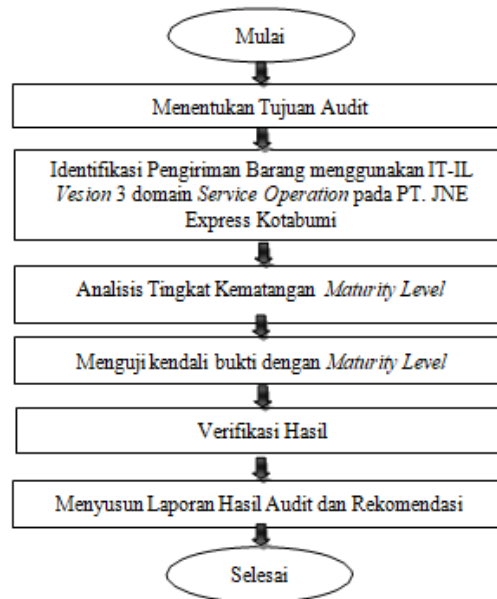 Mulai
Menentukan Tujuan Audit
Identifikasi Pengiriman Barang menggunakan IT-IL
Vesion 3 domain Service Operation pada PT. JNE
Express Kotabumi
Analisis Tingkat Kematangan Maturity Level
Menguji kendali bukti dengan Maturity Level
Verifikasi Hasil
Menyusun Laporan Hasil Audit dan Rekomendasi
Selesai